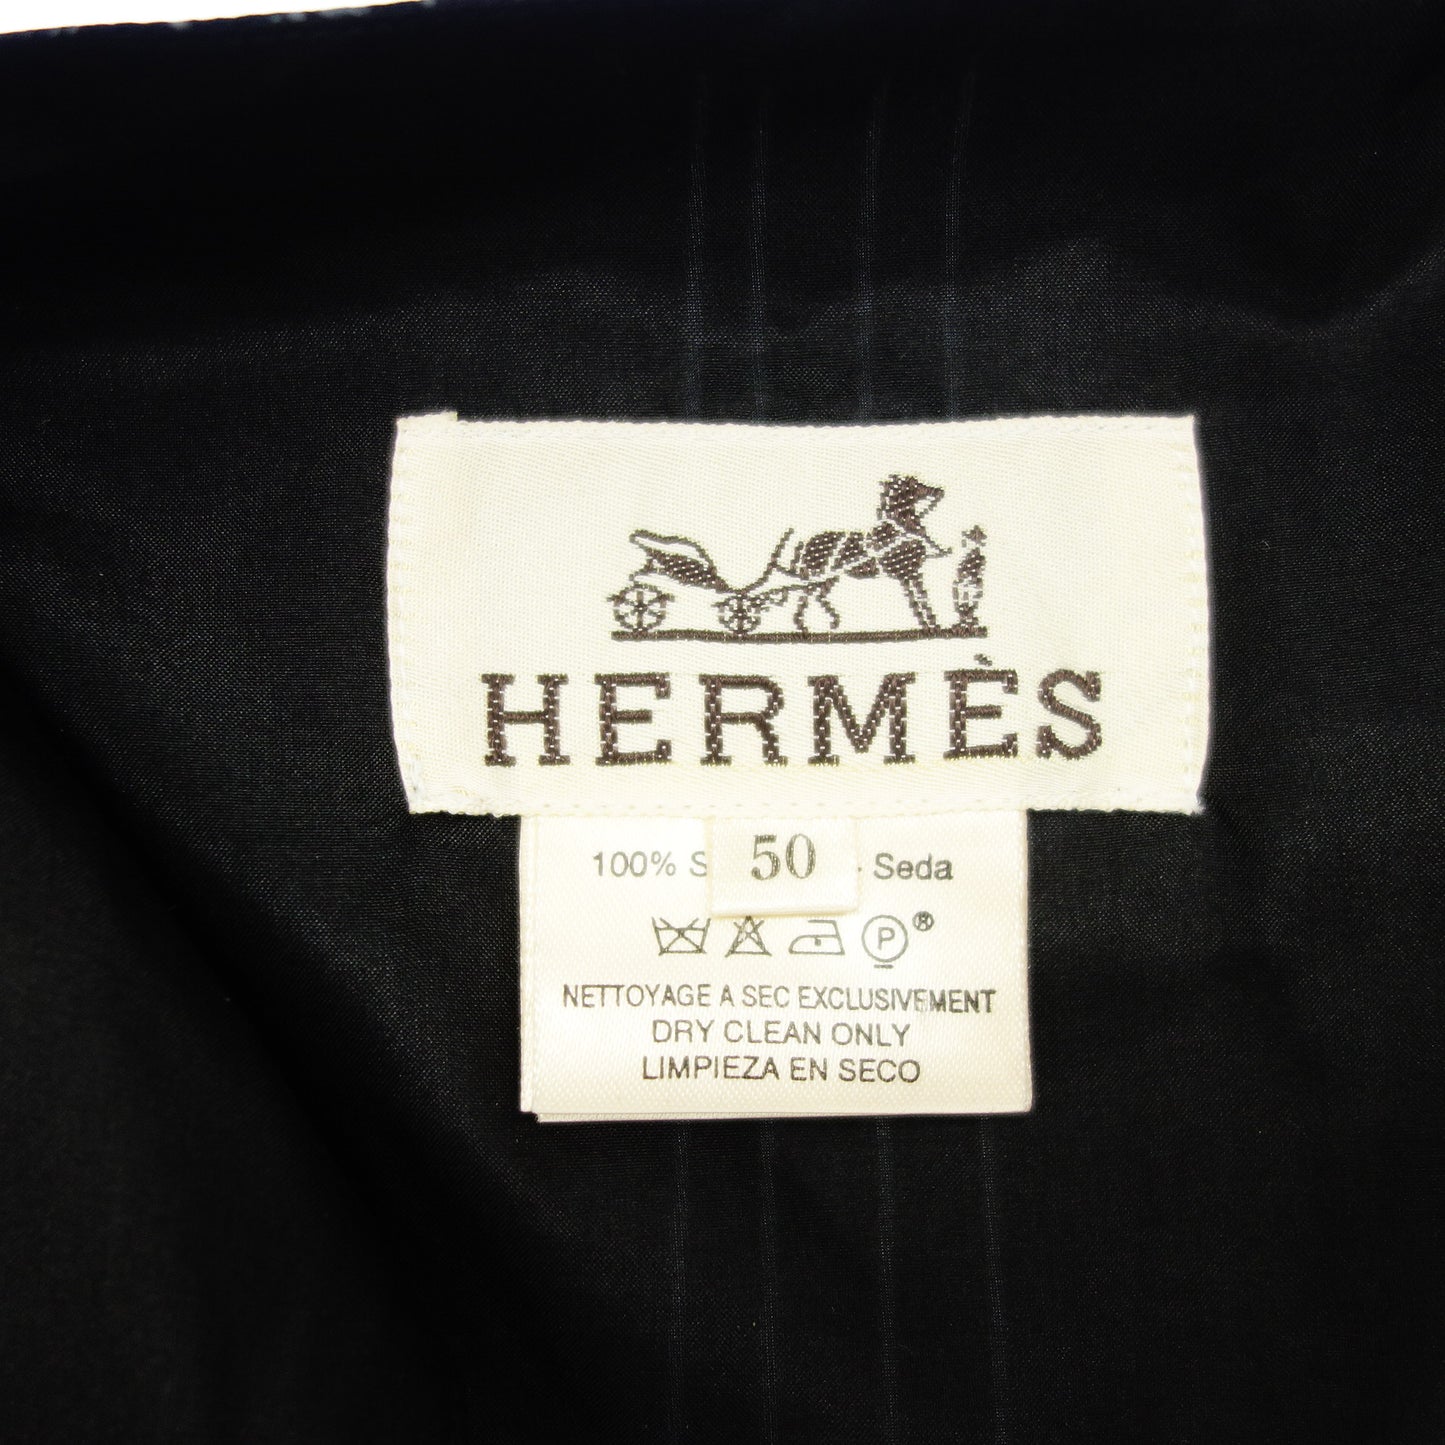 HERMÈS
50
100% S - Seda
P ®
NETTOYAGE A SEC EXCLUSIVEMENT
DRY CLEAN ONLY
LIMPIEZA EN SECO